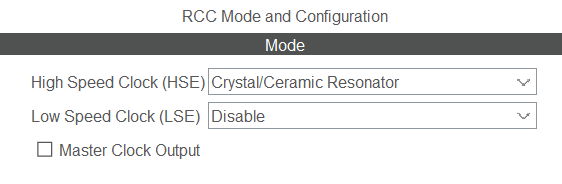 RCC Mode and Configuration
Mode
High Speed Clock (HSE) Crystal/Ceramic Resonator
Low Speed Clock (LSE) Disable
Master Clock Output